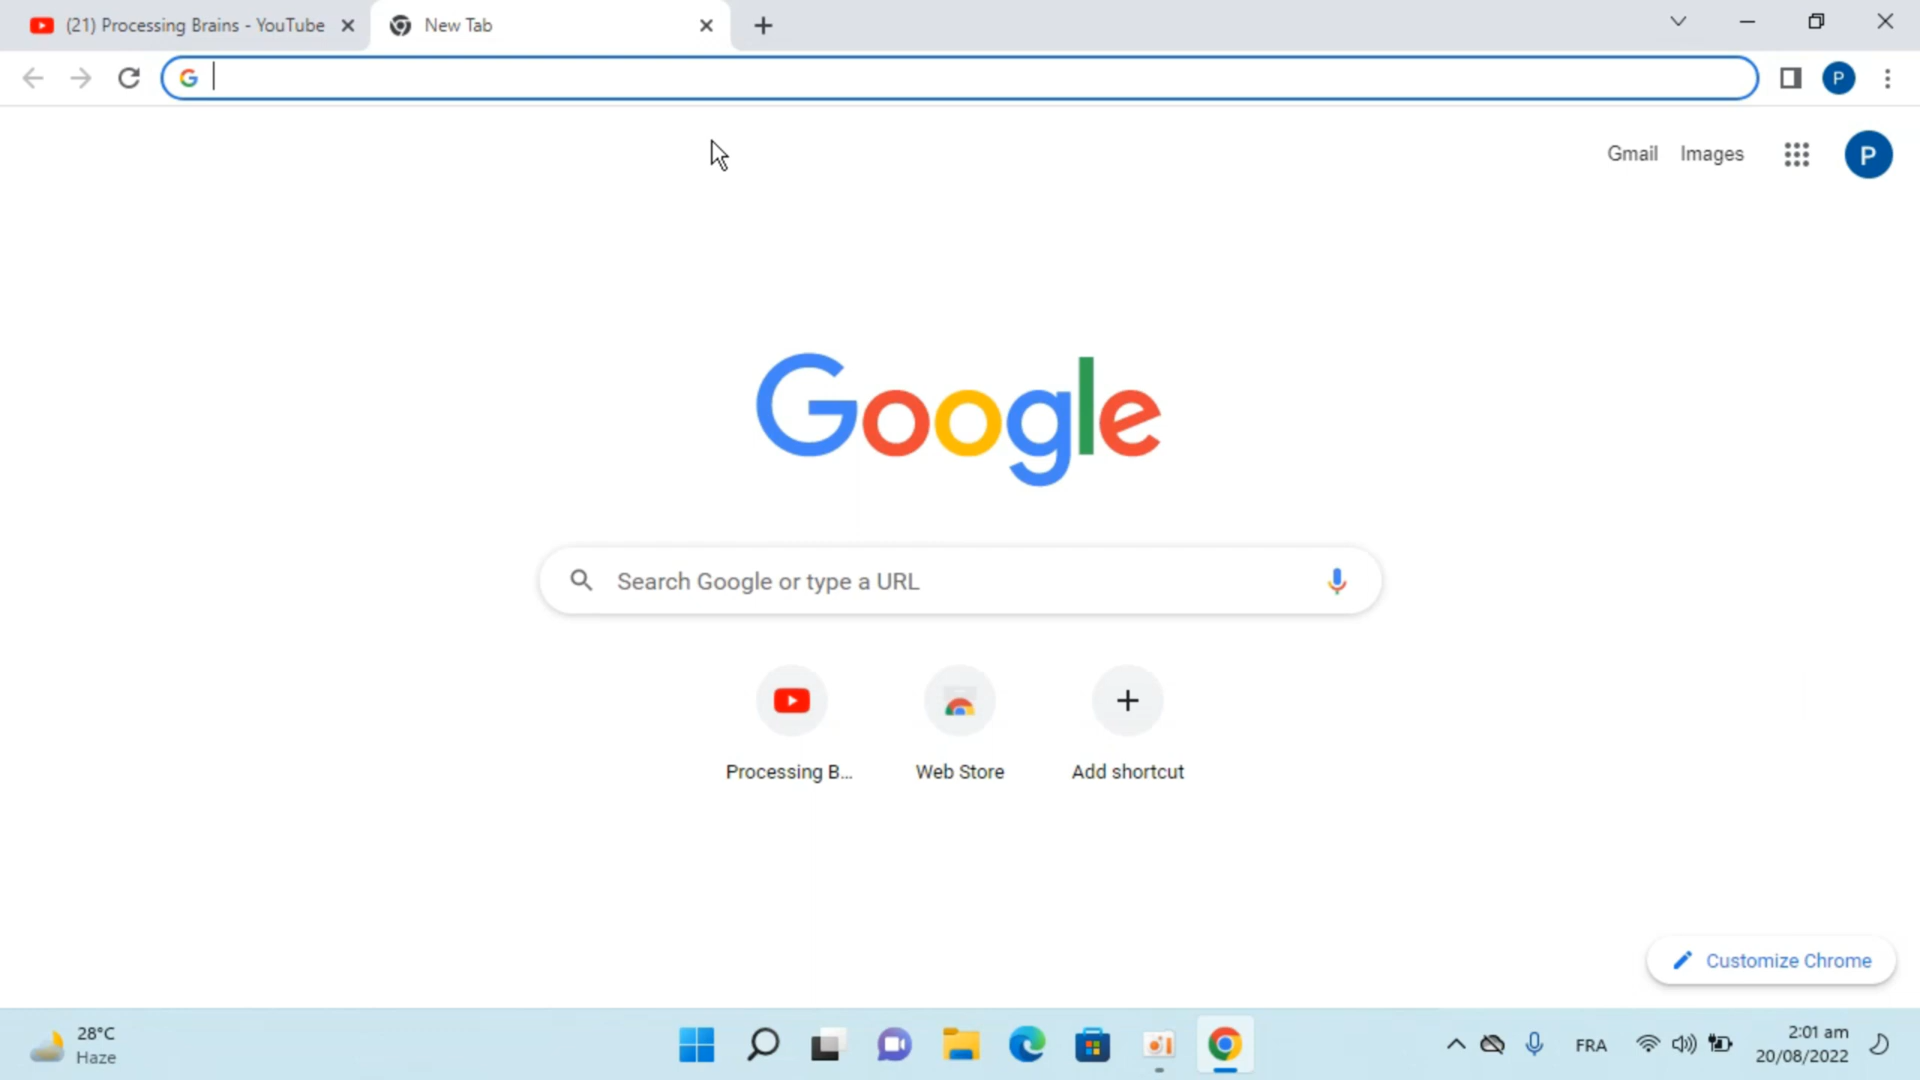 (21) Processing Brains - YouTube
New Tab
Gmail Images
P
P
Google
Search Google or type a URL
Processing B...
Web Store
Add shortcut
Customize Chrome
28°C
Haze
FRA
2:01 am
20/08/2022